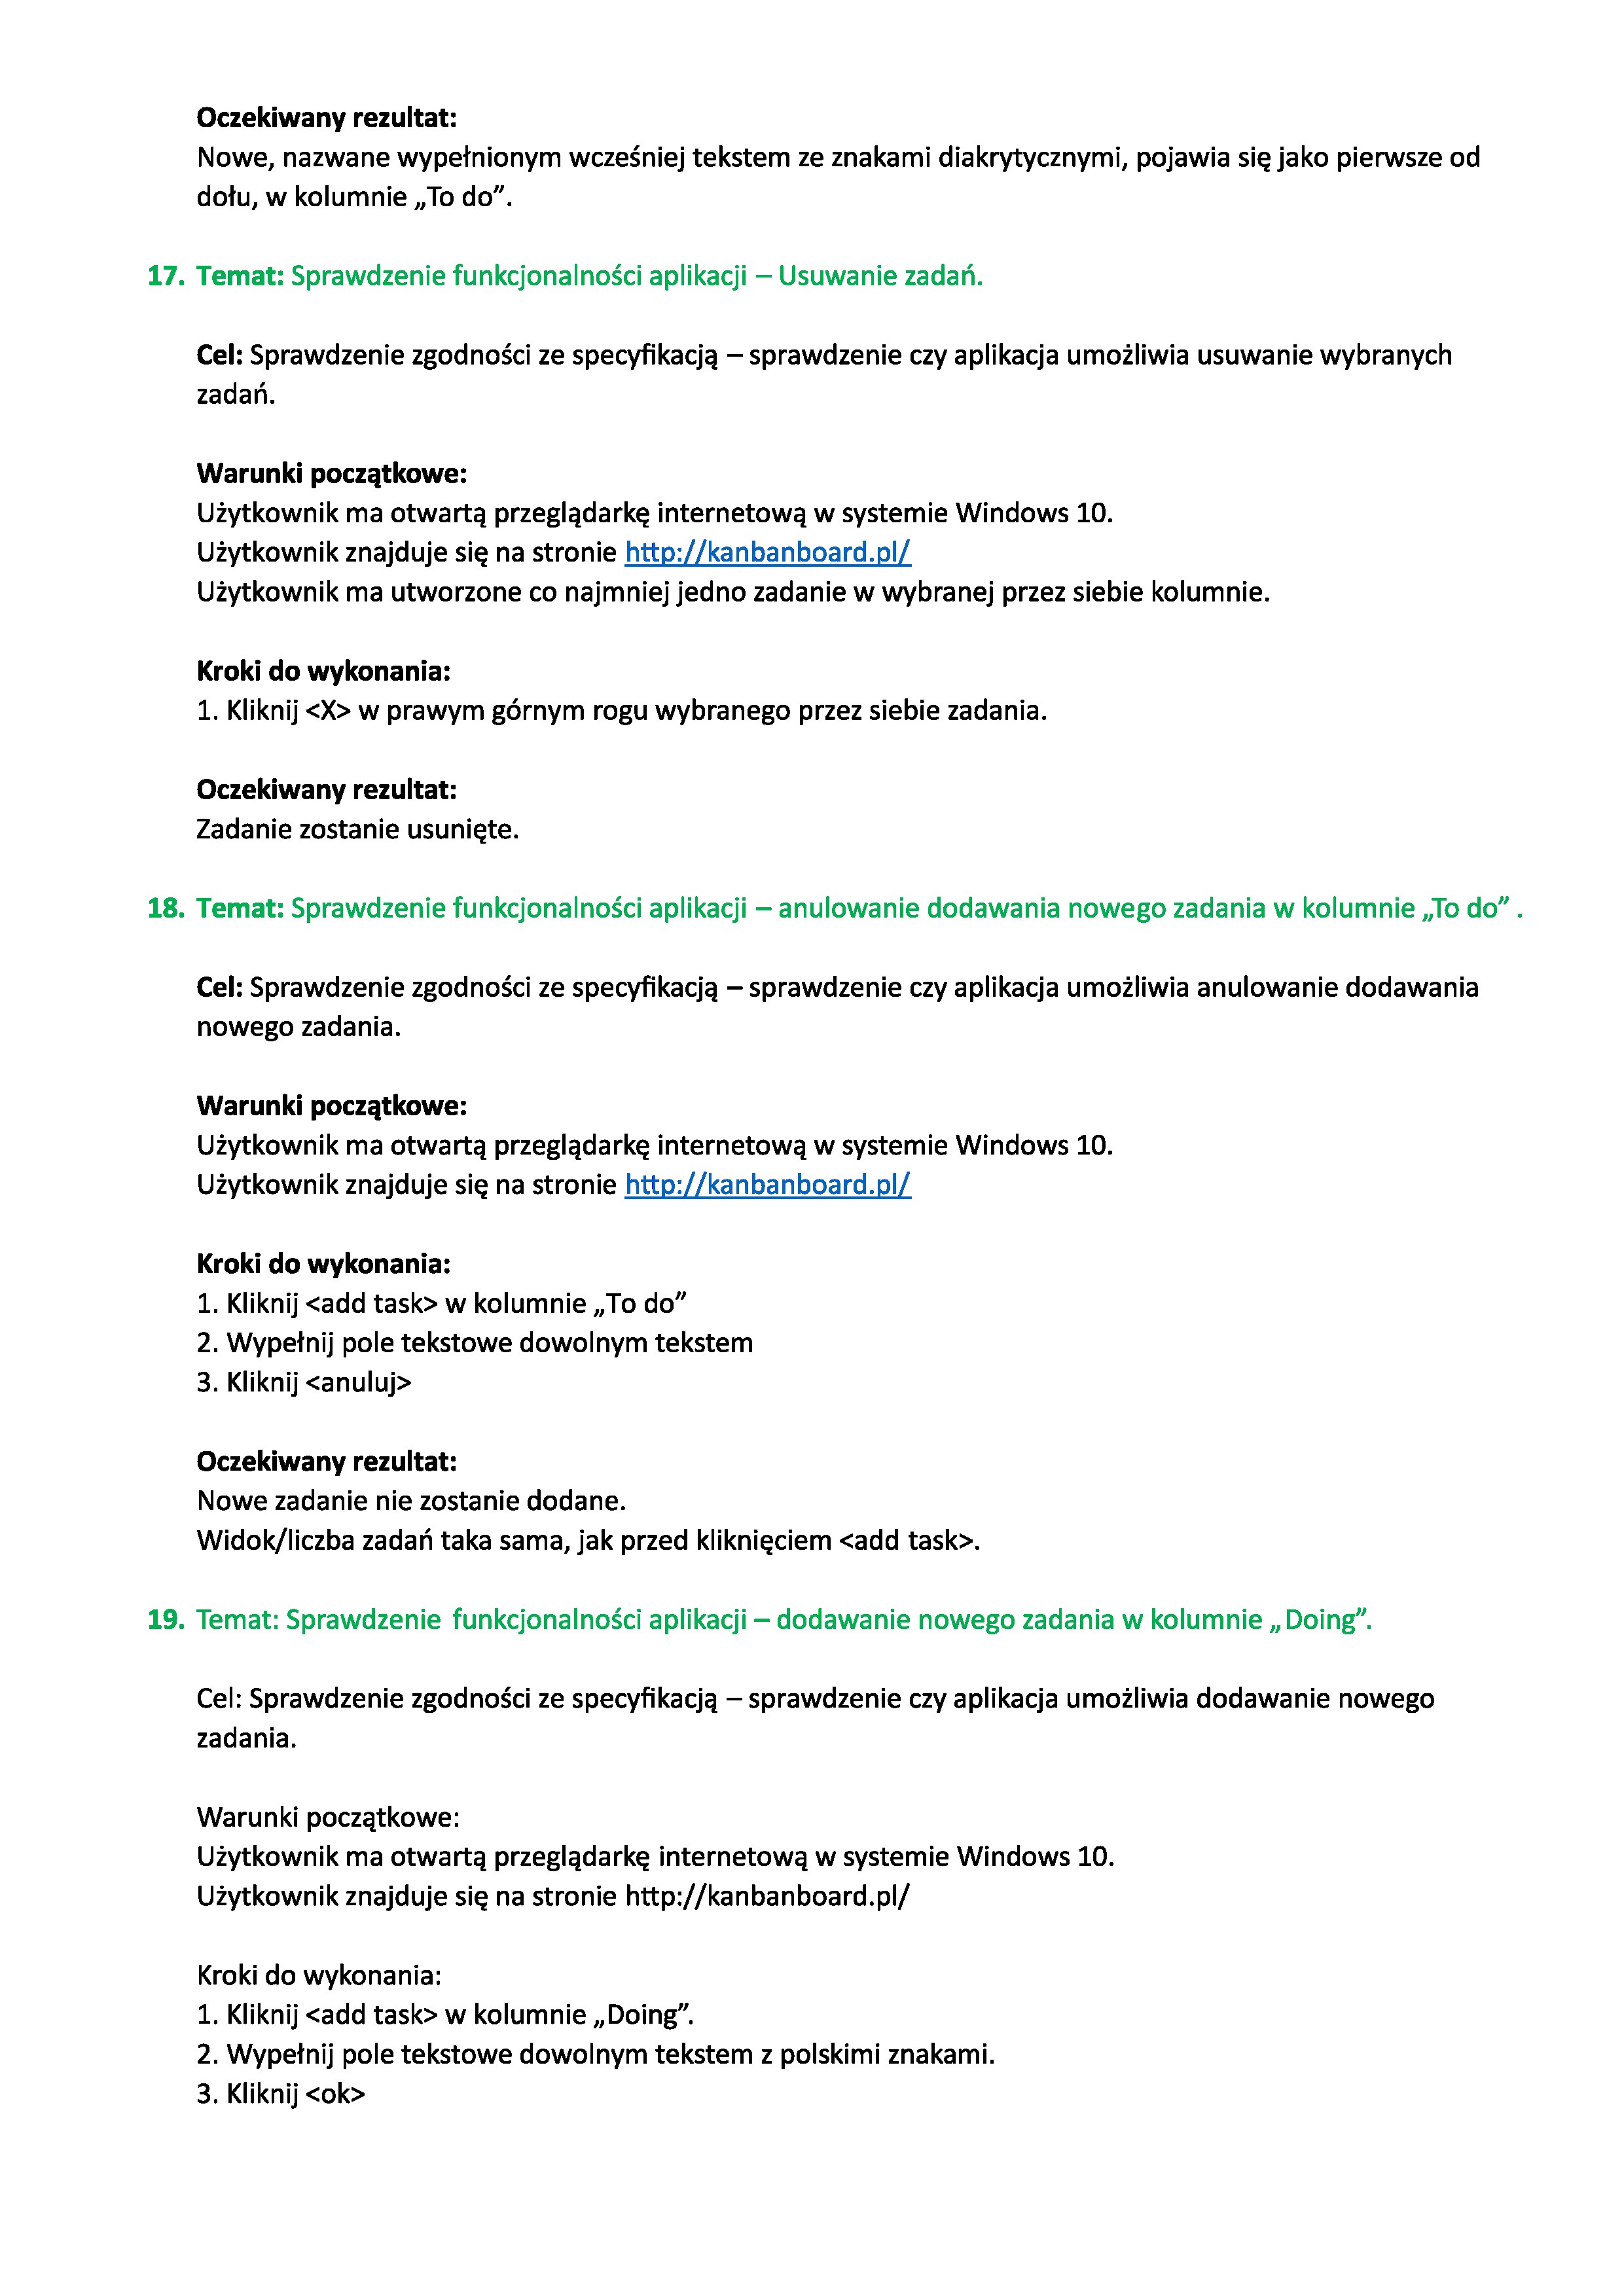 Oczekiwany rezultat:
Nowe, nazwane wypełnionym wcześniej tekstem ze znakami diakrytycznymi, pojawia się jako pierwsze od
dołu, w kolumnie „To do”.
17. Temat: Sprawdzenie funkcjonalności aplikacji – Usuwanie zadań.
Cel: Sprawdzenie zgodności ze specyfikacją – sprawdzenie czy aplikacja umożliwia usuwanie wybranych
zadań.
Warunki początkowe:
Użytkownik ma otwartą przeglądarkę internetową w systemie Windows 10.
Użytkownik znajduje się na stronie http://kanbanboard.pl/
Użytkownik ma utworzone co najmniej jedno zadanie w wybranej przez siebie kolumnie.
Kroki do wykonania:
1. Kliknij <X> w prawym górnym rogu wybranego przez siebie zadania.
Oczekiwany rezultat:
Zadanie zostanie usunięte.
18. Temat: Sprawdzenie funkcjonalności aplikacji – anulowanie dodawania nowego zadania w kolumnie „To do” .
Cel: Sprawdzenie zgodności ze specyfikacją – sprawdzenie czy aplikacja umożliwia anulowanie dodawania
nowego zadania.
Warunki początkowe:
Użytkownik ma otwartą przeglądarkę internetową w systemie Windows 10.
Użytkownik znajduje się na stronie http://kanbanboard.pl/
Kroki do wykonania:
1. Kliknij <add task> w kolumnie „To do”
2. Wypełnij pole tekstowe dowolnym tekstem
3. Kliknij <anuluj>
Oczekiwany rezultat:
Nowe zadanie nie zostanie dodane.
Widok/liczba zadań taka sama, jak przed kliknięciem <add task>.
19. Temat: Sprawdzenie funkcjonalności aplikacji – dodawanie nowego zadania w kolumnie „Doing”.
Cel: Sprawdzenie zgodności ze specyfikacją – sprawdzenie czy aplikacja umożliwia dodawanie nowego
zadania.
Warunki początkowe:
Użytkownik ma otwartą przeglądarkę internetową w systemie Windows 10.
Użytkownik znajduje się na stronie http://kanbanboard.pl/
Kroki do wykonania:
1. Kliknij <add task> w kolumnie „Doing”.
2. Wypełnij pole tekstowe dowolnym tekstem z polskimi znakami.
3. Kliknij <ok>